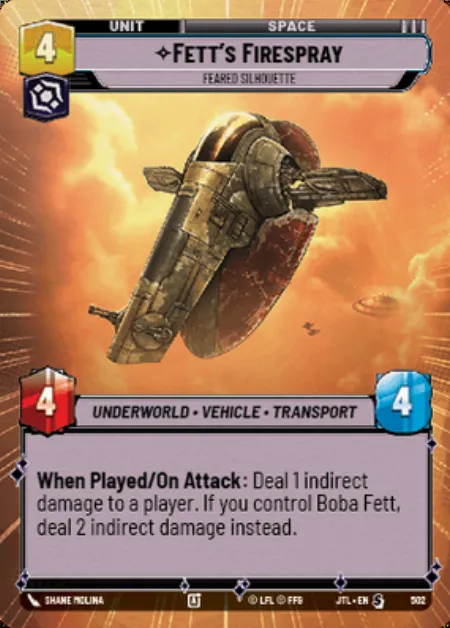 UNIT SPACE
4
✧FETT'S FIRESPRAY
FEARED SILHOUETTE
4 UNDERWORLD • VEHICLE • TRANSPORT 4
When Played/On Attack: Deal 1 indirect
damage to a player. If you control Boba Fett,
deal 2 indirect damage instead.
SHANE MOLINA © LFL © FFG JTL • EN S 502